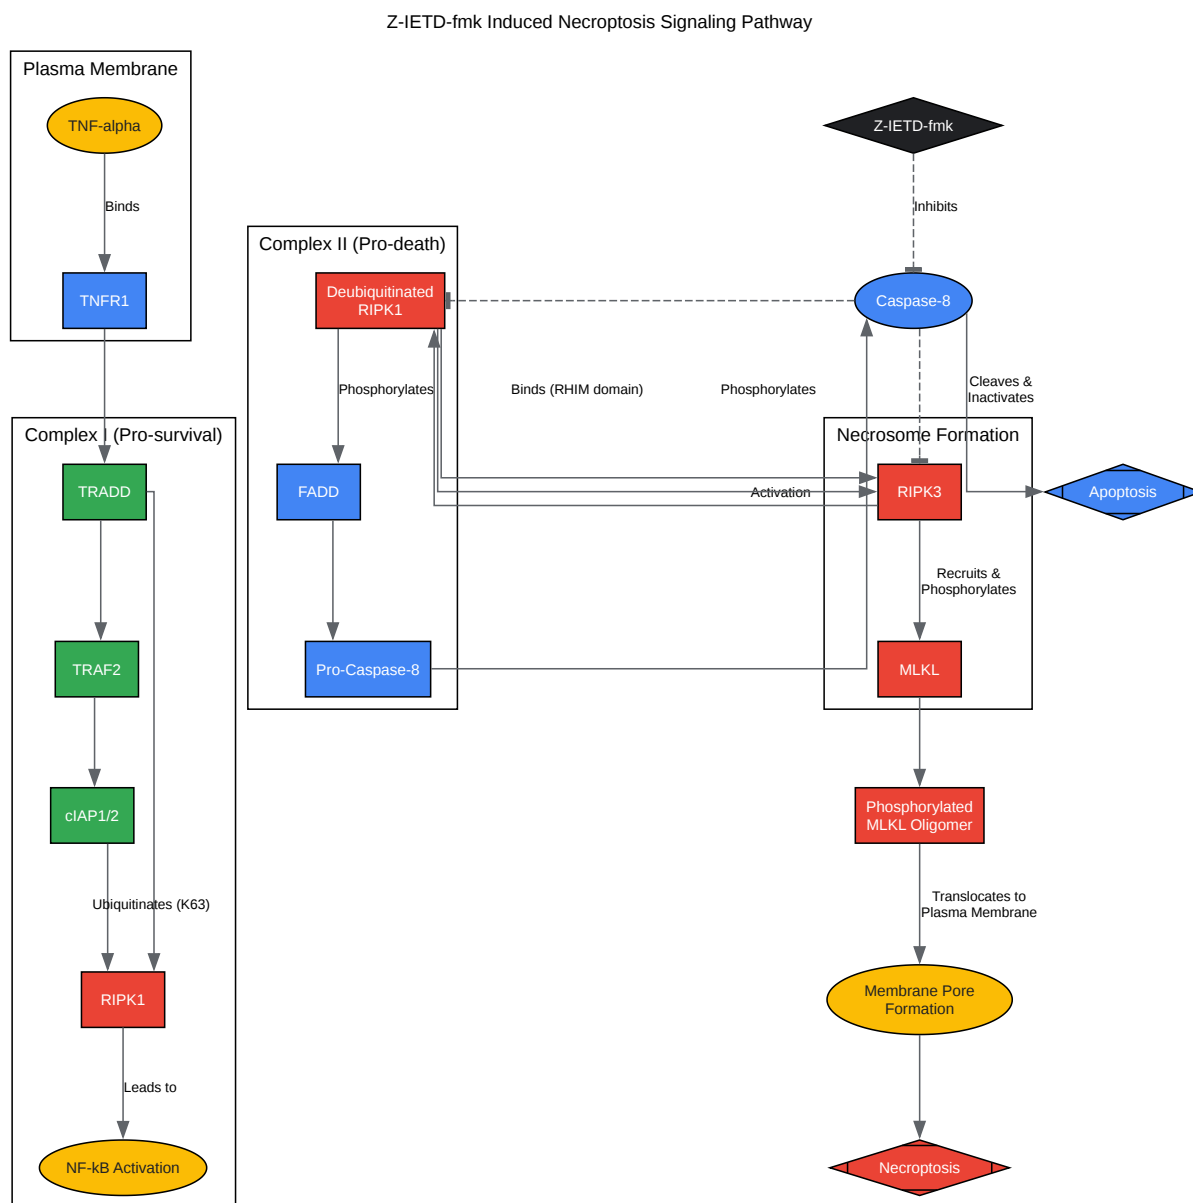 Z-IETD-fmk Induced Necroptosis Signaling Pathway
Plasma Membrane
TNF-alpha
Z-IETD-fmk
Binds
Inhibits
Complex II (Pro-death)
TNFR1
Deubiquitinated
RIPK1
Caspase-8
Phosphorylates
Binds (RHIM domain)
Phosphorylates
Cleaves &
Inactivates
Complex I (Pro-survival)
Necrosome Formation
TRADD
FADD
Activation
RIPK3
Apoptosis
Recruits &
Phosphorylates
TRAF2
Pro-Caspase-8
MLKL
cIAP1/2
Phosphorylated
MLKL Oligomer
Ubiquitinates (K63)
Translocates to
Plasma Membrane
RIPK1
Membrane Pore
Formation
Leads to
NF-kB Activation
Necroptosis